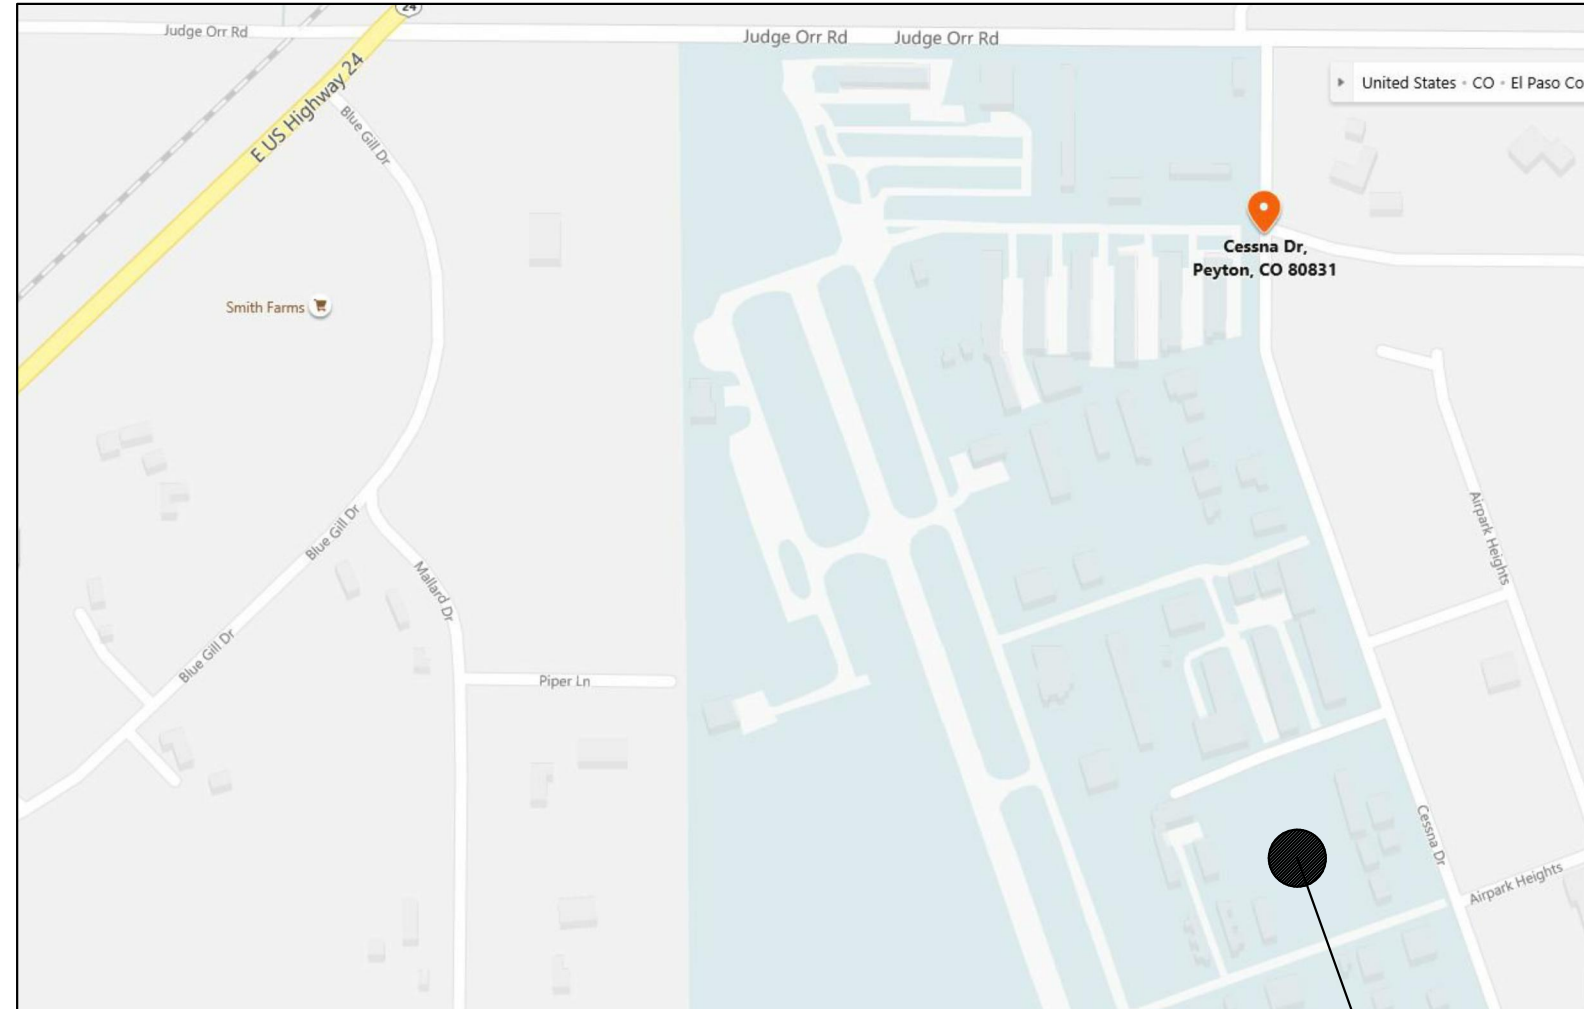 24
Judge Orr Rd
Judge Orr Rd
Judge Orr Rd
E US Highway 24
Blue Gill Dr
United States • CO • El Paso Co
Cessna Dr,
Peyton, CO 80831
Smith Farms
Blue Gill Dr
Mallard Dr
Airpark Heights
Blue Gill Dr
Piper Ln
Cessna Dr
Airpark Heights